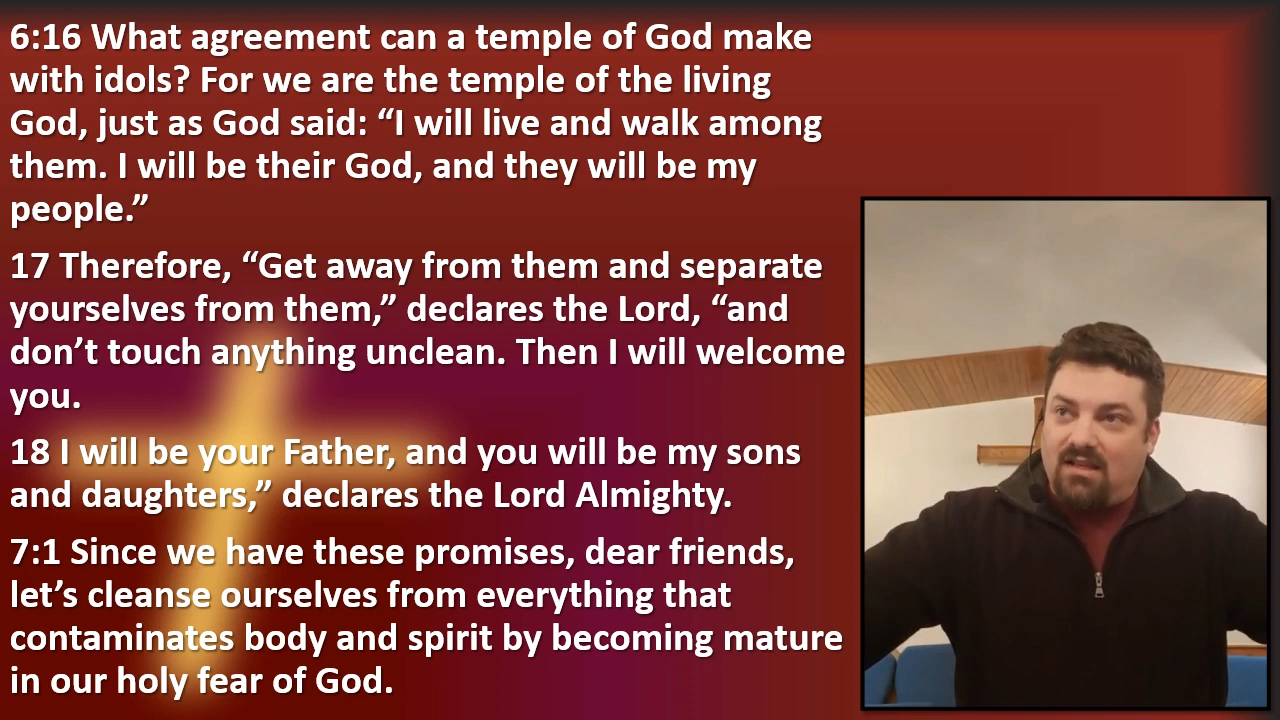 6:16 What agreement can a temple of God make
with idols? For we are the temple of the living
God, just as God said: “I will live and walk among
them. I will be their God, and they will be my
people.”
17 Therefore, “Get away from them and separate
yourselves from them,” declares the Lord, “and
don’t touch anything unclean. Then I will welcome
you.
18 I will be your Father, and you will be my sons
and daughters,” declares the Lord Almighty.
7:1 Since we have these promises, dear friends,
let’s cleanse ourselves from everything that
contaminates body and spirit by becoming mature
in our holy fear of God.